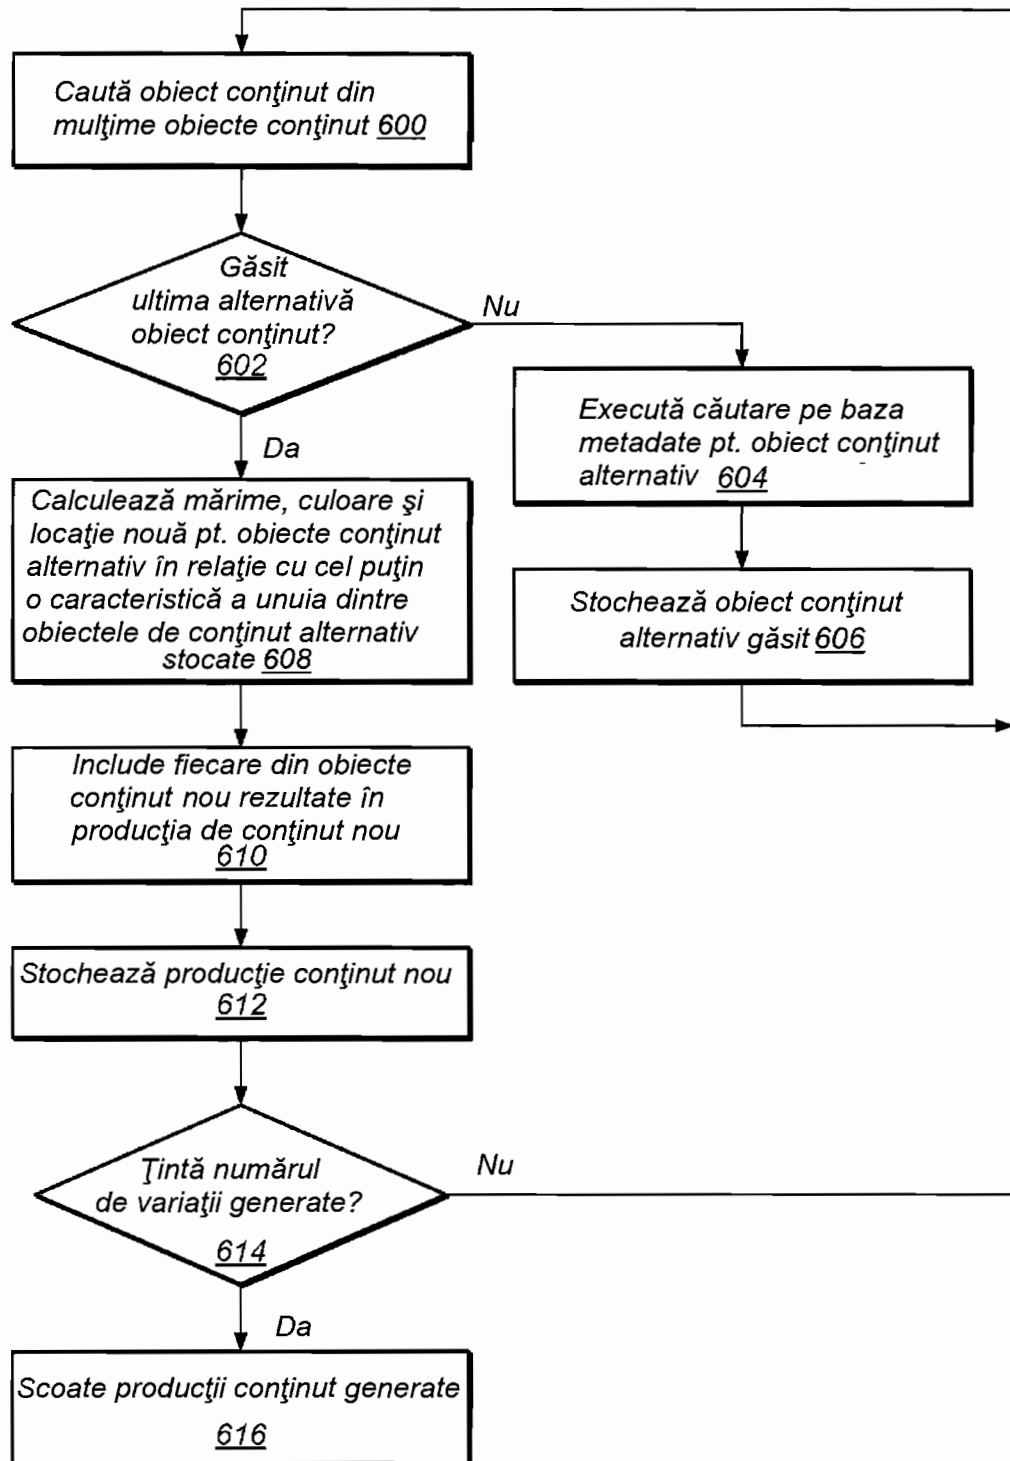 Caută obiect conţinut din
mulţime obiecte conţinut 600
Găsit
ultima alternativă
obiect conţinut?
602
Nu
Da
Execută căutare pe baza
metadate pt. obiect conţinut
alternativ 604
Stochează obiect conţinut
alternativ găsit 606
Calculează mărime, culoare şi
locaţie nouă pt. obiecte conţinut
alternativ în relaţie cu cel puţin
o caracteristică a unuia dintre
obiectele de conţinut alternativ
stocate 608
Include fiecare din obiecte
conţinut nou rezultate în
producţia de conţinut nou
610
Stochează producţie conţinut nou
612
Ţintă numărul
de variaţii generate?
614
Nu
Da
Scoate producţii conţinut generate
616